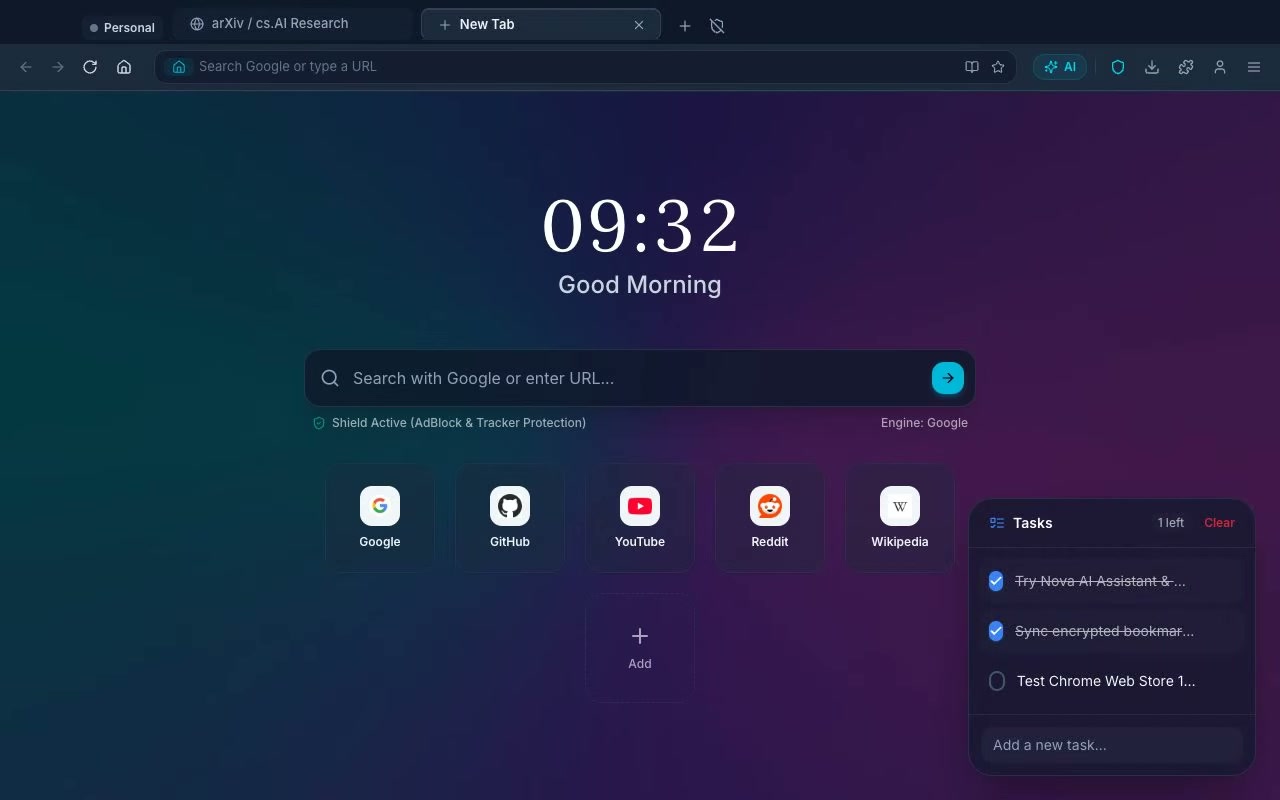 Personal
arXiv / cs.AI Research
New Tab
Search Google or type a URL
AI
09:32
Good Morning
Search with Google or enter URL...
Shield Active (AdBlock & Tracker Protection)
Engine: Google
Google
GitHub
YouTube
Reddit
W
Wikipedia
Add
Tasks
1 left
Clear
Try Nova AI Assistant & ...
Sync encrypted bookmar...
Test Chrome Web Store 1...
Add a new task...